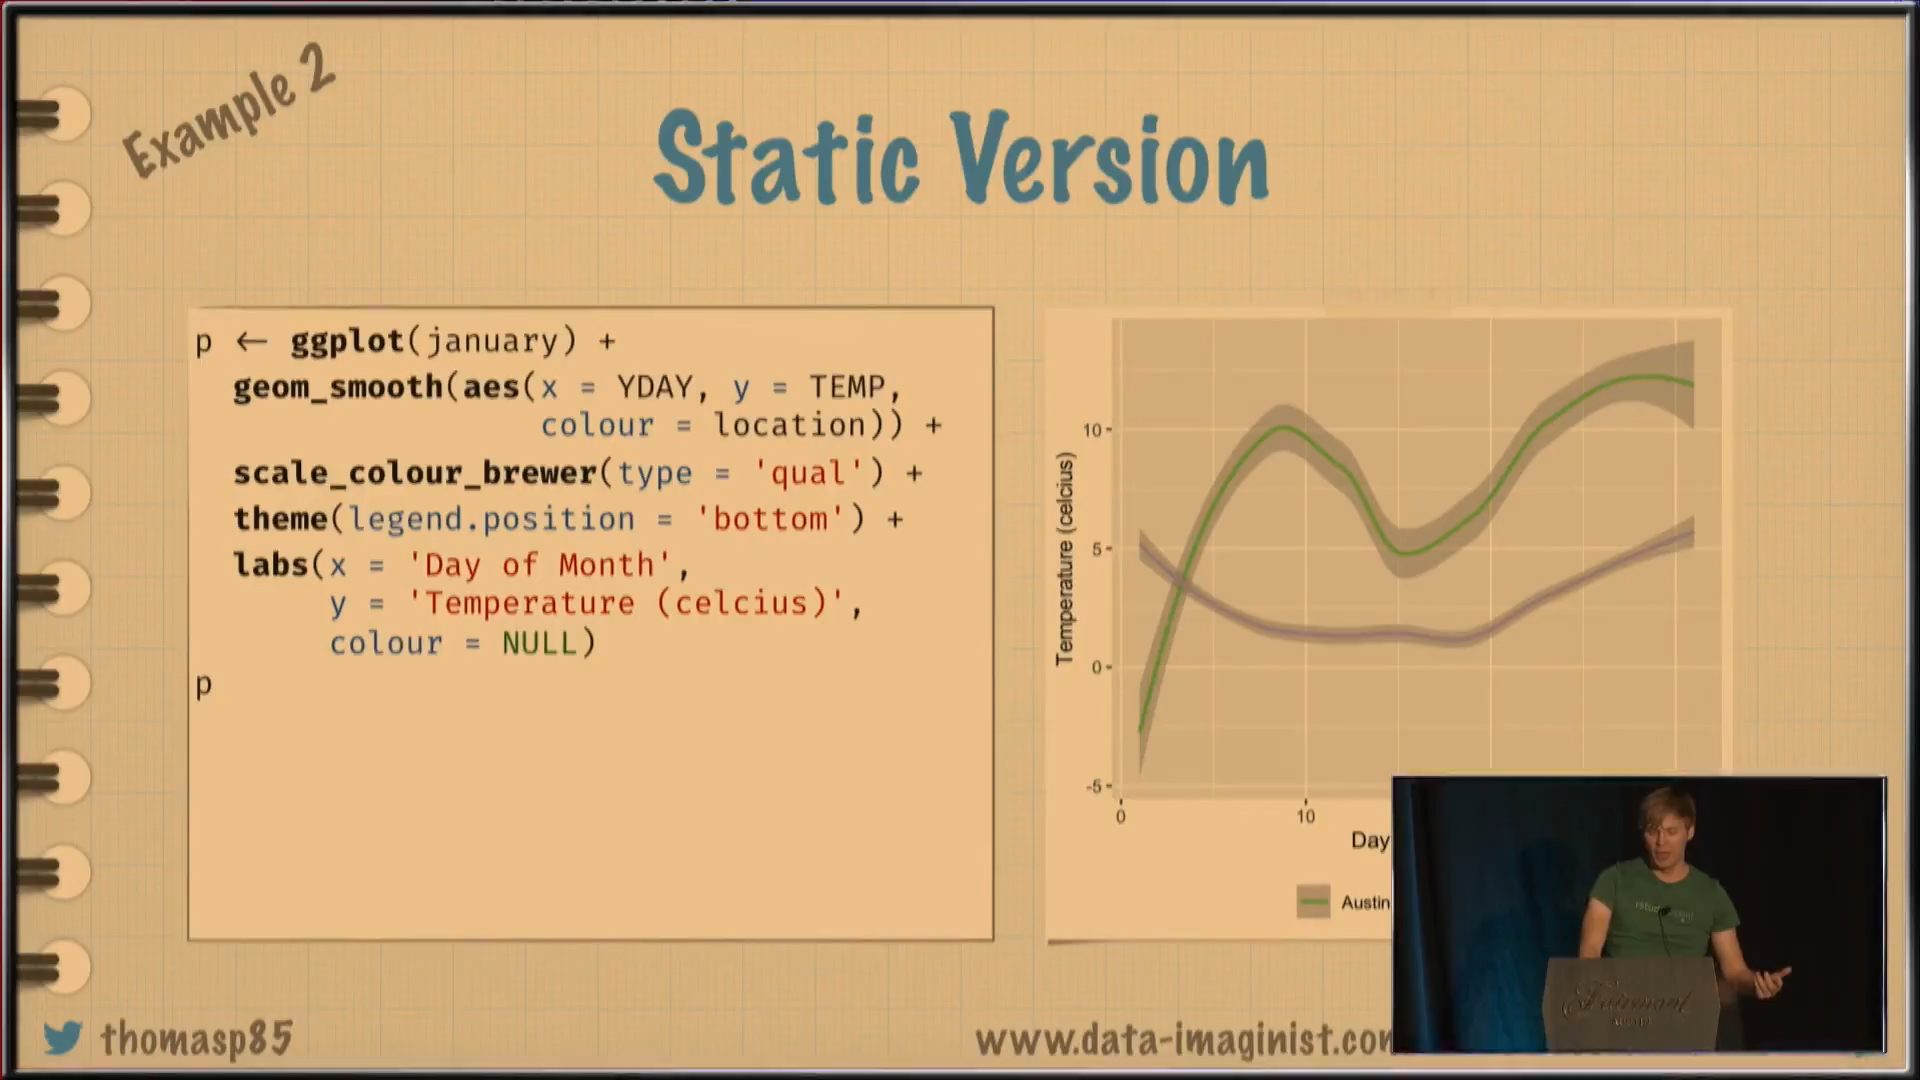 Example 2
Static Version
p ← ggplot(january) +
geom_smooth(aes(x = YDAY, y = TEMP,
colour = location)) +
scale_colour_brewer(type = 'qual') +
theme(legend.position = 'bottom') +
labs(x = 'Day of Month',
y = 'Temperature (celcius)',
colour = NULL)
p
Temperature (celcius)
10
5
0
-5
0
10
Day
Austin
Fairmont
thomasp85
www.data-imaginist.com